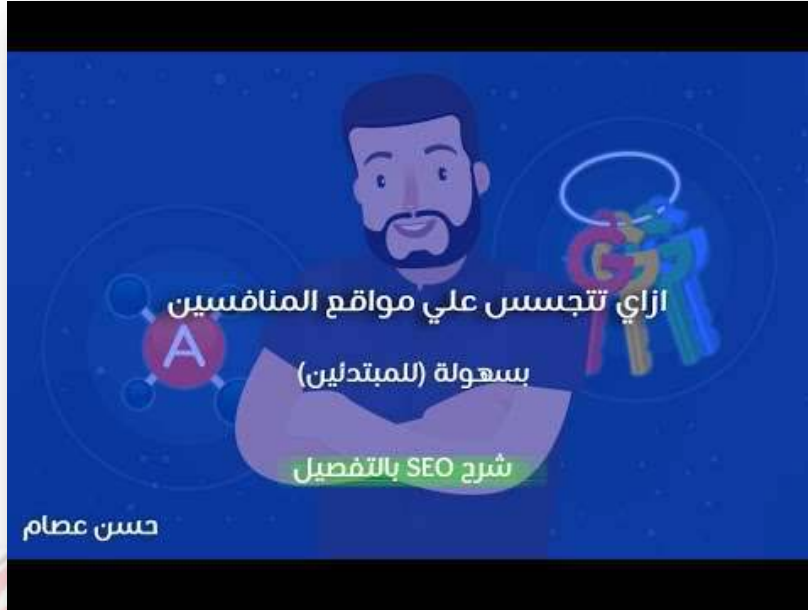 ازاي تتجسس علي مواقع المنافسين
بسهولة (للمبتدئين)
شرح SEO بالتفصيل
حسن عصام
A